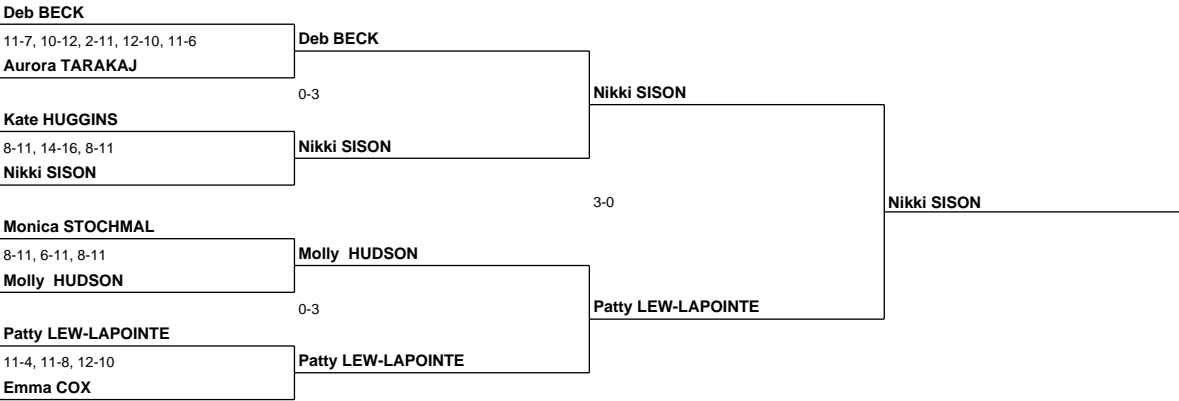 Deb BECK
11-7, 10-12, 2-11, 12-10, 11-6
Deb BECK
Aurora TARAKAJ
0-3
Nikki SISON
Kate HUGGINS
8-11, 14-16, 8-11
Nikki SISON
Nikki SISON
3-0
Nikki SISON
Monica STOCHMAL
8-11, 6-11, 8-11
Molly  HUDSON
Molly  HUDSON
0-3
Patty LEW-LAPOINTE
Patty LEW-LAPOINTE
11-4, 11-8, 12-10
Patty LEW-LAPOINTE
Emma COX